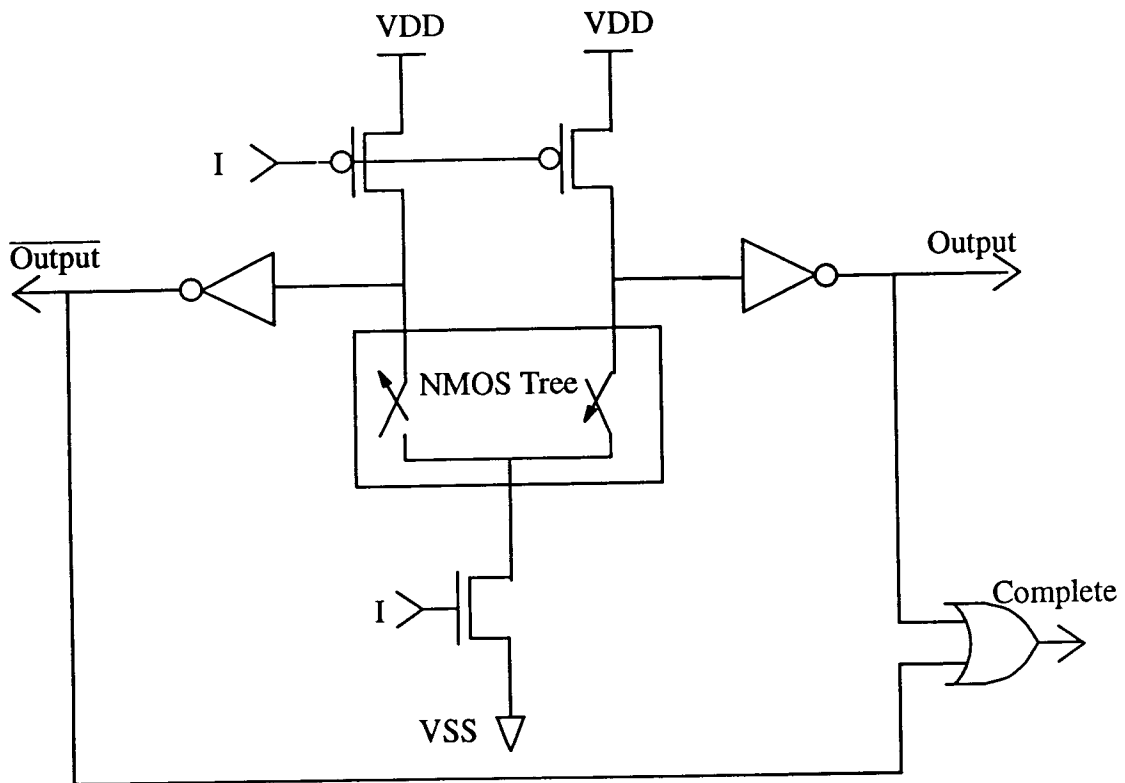 VDD
VDD
I
Output
Output
NMOS Tree
I
Complete
VSS